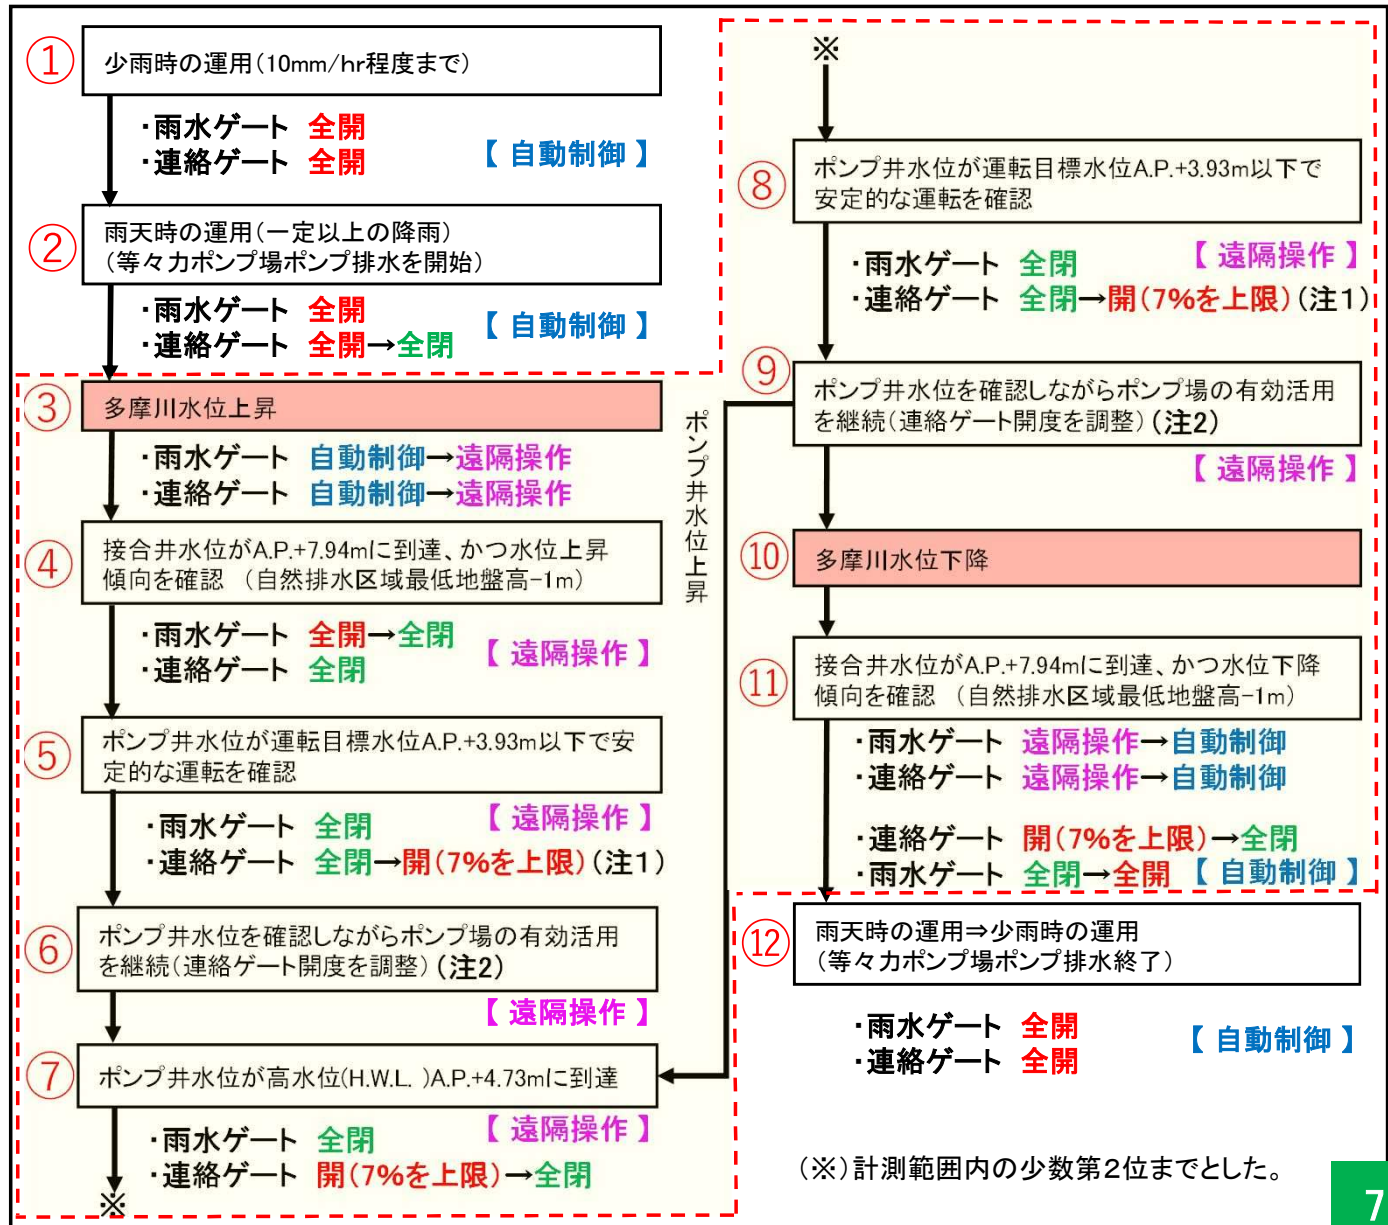 ① 少雨時の運用(10mm/hr程度まで)
・雨水ゲート 全開
・連絡ゲート 全開
【 自動制御 】
② 雨天時の運用(一定以上の降雨)
(等々力ポンプ場ポンプ排水を開始)
・雨水ゲート 全開
・連絡ゲート 全開→全閉
【 自動制御 】
③ 多摩川水位上昇
・雨水ゲート 自動制御→遠隔操作
・連絡ゲート 自動制御→遠隔操作
④ 接合井水位がA.P.+7.94mに到達、かつ水位上昇
傾向を確認 (自然排水区域最低地盤高-1m)
・雨水ゲート 全開→全閉
・連絡ゲート 全閉
【 遠隔操作 】
⑤ ポンプ井水位が運転目標水位A.P.+3.93m以下で安
定的な運転を確認
・雨水ゲート 全閉 【 遠隔操作 】
・連絡ゲート 全閉→開(7%を上限)(注1)
⑥ ポンプ井水位を確認しながらポンプ場の有効活用
を継続(連絡ゲート開度を調整)(注2)
【 遠隔操作 】
⑦ ポンプ井水位が高水位(H.W.L. )A.P.+4.73mに到達
・雨水ゲート 全閉 【 遠隔操作 】
・連絡ゲート 開(7%を上限)→全閉
※
ポンプ井水位上昇
※
⑧ ポンプ井水位が運転目標水位A.P.+3.93m以下で
安定的な運転を確認
・雨水ゲート 全閉 【 遠隔操作 】
・連絡ゲート 全閉→開(7%を上限)(注1)
⑨ ポンプ井水位を確認しながらポンプ場の有効活用
を継続(連絡ゲート開度を調整)(注2)
【 遠隔操作 】
⑩ 多摩川水位下降
⑪ 接合井水位がA.P.+7.94mに到達、かつ水位下降
傾向を確認 (自然排水区域最低地盤高-1m)
・雨水ゲート 遠隔操作→自動制御
・連絡ゲート 遠隔操作→自動制御
・連絡ゲート 開(7%を上限)→全閉
・雨水ゲート 全閉→全開 【 自動制御 】
⑫ 雨天時の運用⇒少雨時の運用
(等々力ポンプ場ポンプ排水終了)
・雨水ゲート 全開
・連絡ゲート 全開
【 自動制御 】
(※)計測範囲内の少数第2位までとした。
7